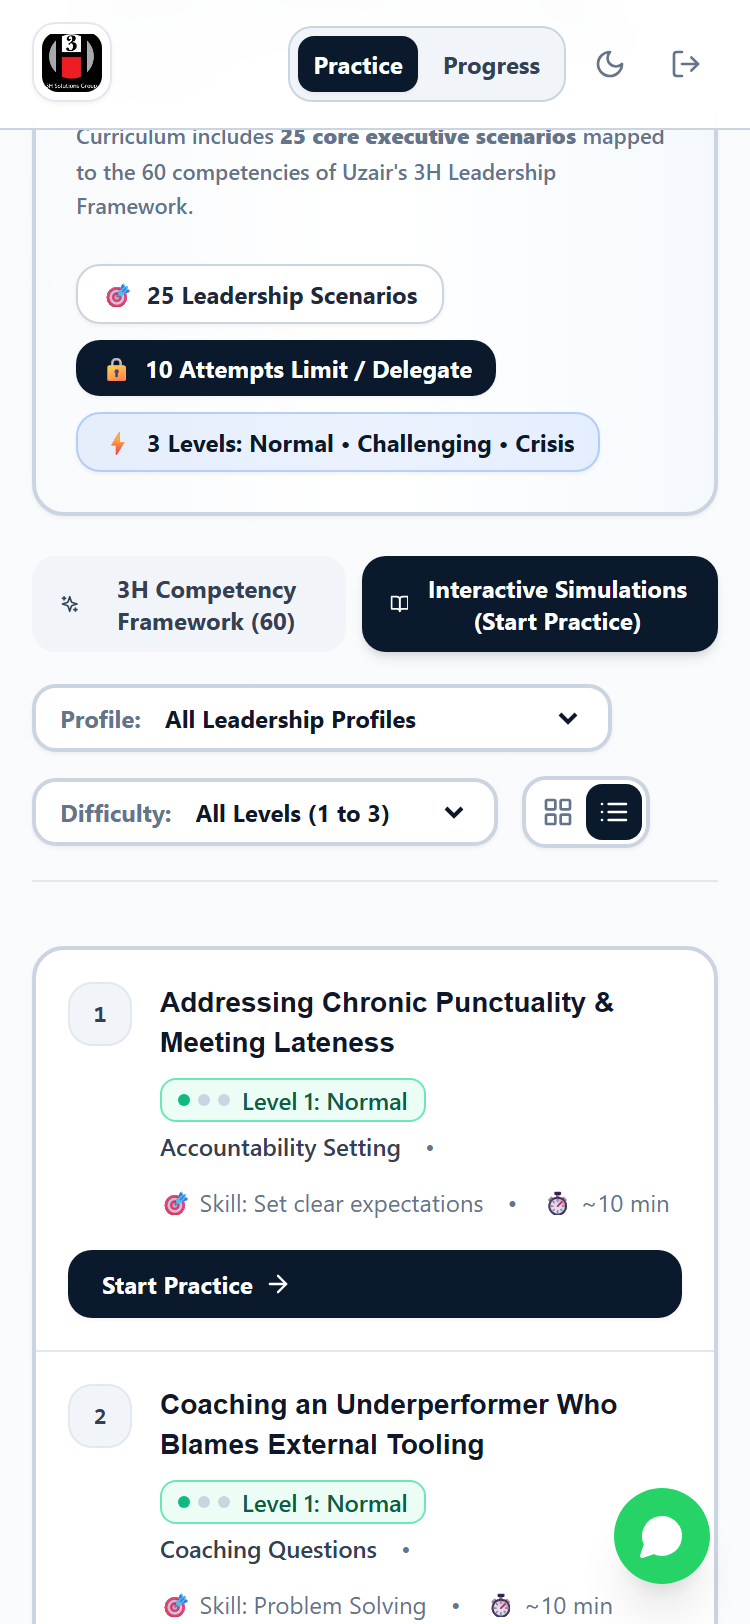 3
3H Solutions Group
Practice
Progress
Curriculum includes 25 core executive scenarios mapped
to the 60 competencies of Uzair's 3H Leadership
Framework.
25 Leadership Scenarios
10 Attempts Limit / Delegate
3 Levels: Normal • Challenging • Crisis
3H Competency
Framework (60)
Interactive Simulations
(Start Practice)
Profile: All Leadership Profiles
Difficulty: All Levels (1 to 3)
1
Addressing Chronic Punctuality &
Meeting Lateness
Level 1: Normal
Accountability Setting •
Skill: Set clear expectations • ~10 min
Start Practice →
2
Coaching an Underperformer Who
Blames External Tooling
Level 1: Normal
Coaching Questions •
Skill: Problem Solving • ~10 min